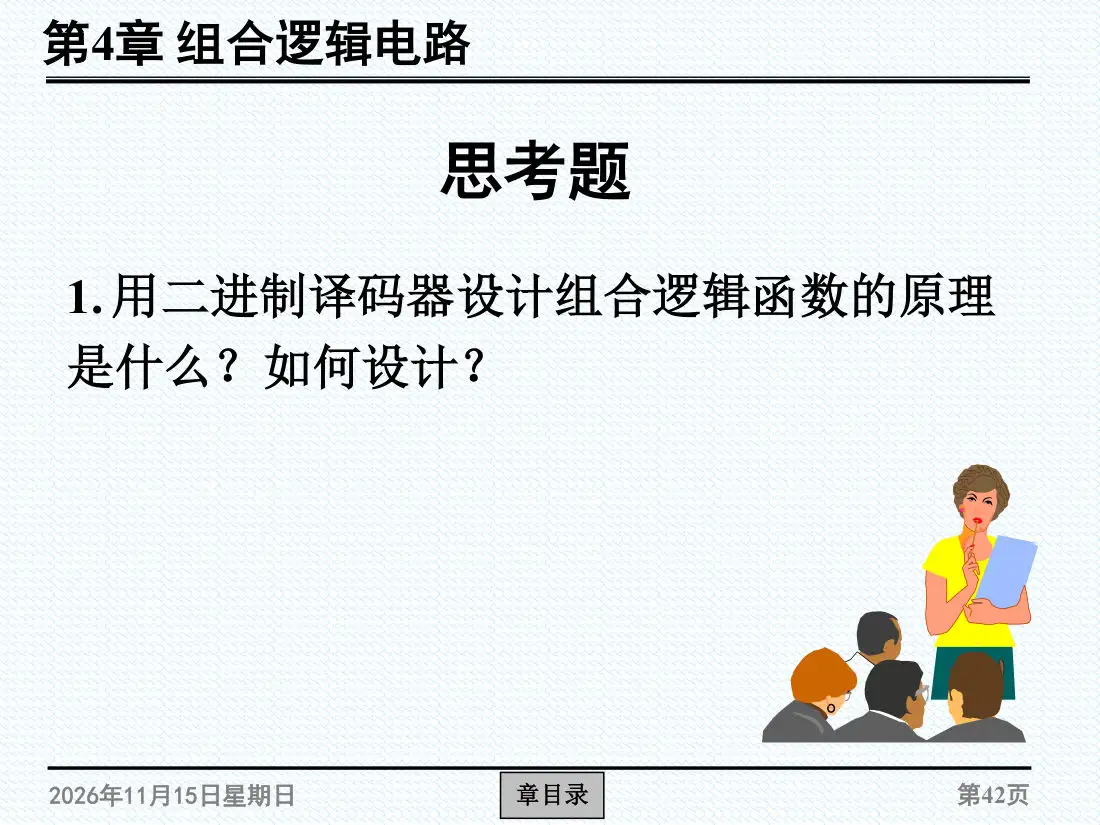 第4章 组合逻辑电路
思考题
1. 用二进制译码器设计组合逻辑函数的原理
是什么？如何设计？
2026年11月15日星期日
章目录
第42页